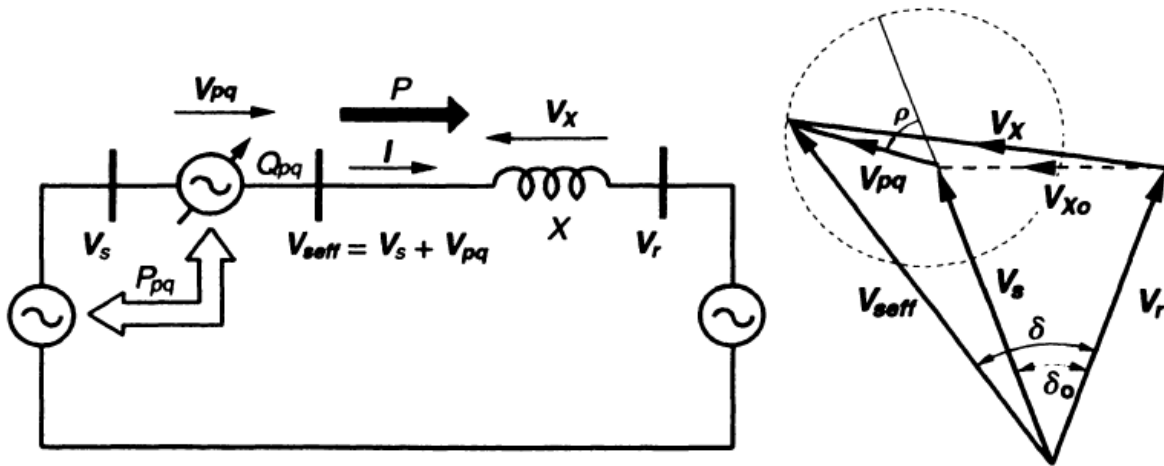 Vpq
P
VX
Qpq
I
Vs
Vseff = Vs + Vpq
X
Vr
Ppq
ρ
VX
Vpq
VXo
Vs
Vr
Vseff
δ
δo